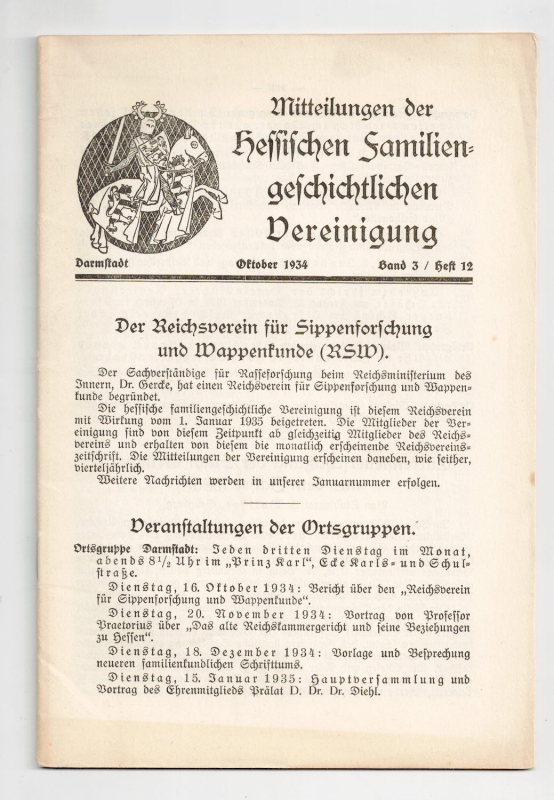 Mitteilungen der
Hessischen Familien-
geschichtlichen
Vereinigung
Darmstadt Oktober 1934 Band 3 / Heft 12
Der Reichsverein für Sippenforschung
und Wappenkunde (RSW).
Der Sachverständige für Rasseforschung beim Reichsministerium des
Innern, Dr. Gercke, hat einen Reichsverein für Sippenforschung und Wappen-
kunde begründet.
Die hessische familiengeschichtliche Vereinigung ist diesem Reichsverein
mit Wirkung vom 1. Januar 1935 beigetreten. Die Mitglieder der Ver-
einigung sind von diesem Zeitpunkt ab gleichzeitig Mitglieder des Reichs-
vereins und erhalten von diesem die monatlich erscheinende Reichsvereins-
zeitschrift. Die Mitteilungen der Vereinigung erscheinen daneben, wie seither,
vierteljährlich.
Weitere Nachrichten werden in unserer Januarnummer erfolgen.
Veranstaltungen der Ortsgruppen.
Ortsgruppe Darmstadt: Jeden dritten Dienstag im Monat,
abends 8 1/2 Uhr im „Prinz Karl“, Ecke Karls- und Schul-
straße.
Dienstag, 16. Oktober 1934: Bericht über den „Reichsverein
für Sippenforschung und Wappenkunde“.
Dienstag, 20. November 1934: Vortrag von Professor
Praetorius über „Das alte Reichskammergericht und seine Beziehungen
zu Hessen“.
Dienstag, 18. Dezember 1934: Vorlage und Besprechung
neueren familienkundlichen Schrifttums.
Dienstag, 15. Januar 1935: Hauptversammlung und
Vortrag des Ehrenmitglieds Prälat D. Dr. Dr. Diehl.